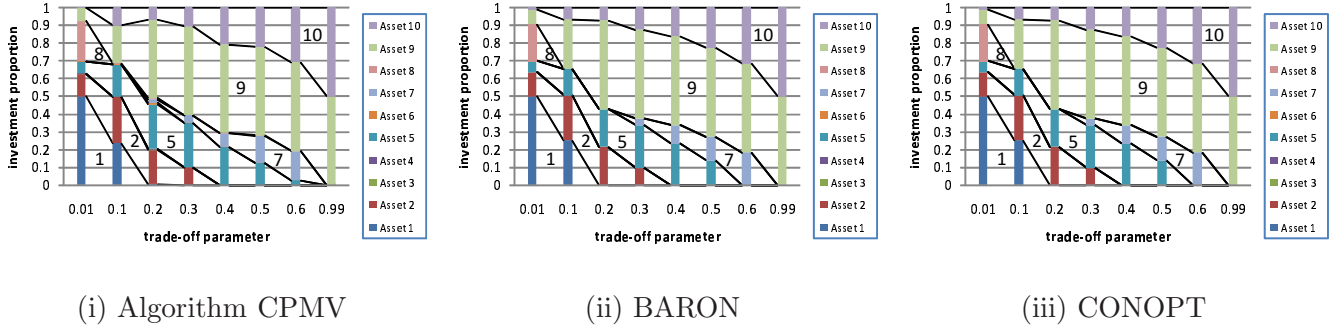 investment proportion
1
0.9
0.8
0.7
0.6
0.5
0.4
0.3
0.2
0.1
0
0.01 0.1 0.2 0.3 0.4 0.5 0.6 0.99
trade-off parameter
1 2 5 7 8 9 10
Asset 10
Asset 9
Asset 8
Asset 7
Asset 6
Asset 5
Asset 4
Asset 3
Asset 2
Asset 1
(i) Algorithm CPMV
investment proportion
1
0.9
0.8
0.7
0.6
0.5
0.4
0.3
0.2
0.1
0
0.01 0.1 0.2 0.3 0.4 0.5 0.6 0.99
trade-off parameter
1 2 5 7 8 9 10
Asset 10
Asset 9
Asset 8
Asset 7
Asset 6
Asset 5
Asset 4
Asset 3
Asset 2
Asset 1
(ii) BARON
investment proportion
1
0.9
0.8
0.7
0.6
0.5
0.4
0.3
0.2
0.1
0
0.01 0.1 0.2 0.3 0.4 0.5 0.6 0.99
trade-off parameter
1 2 5 7 8 9 10
Asset 10
Asset 9
Asset 8
Asset 7
Asset 6
Asset 5
Asset 4
Asset 3
Asset 2
Asset 1
(iii) CONOPT